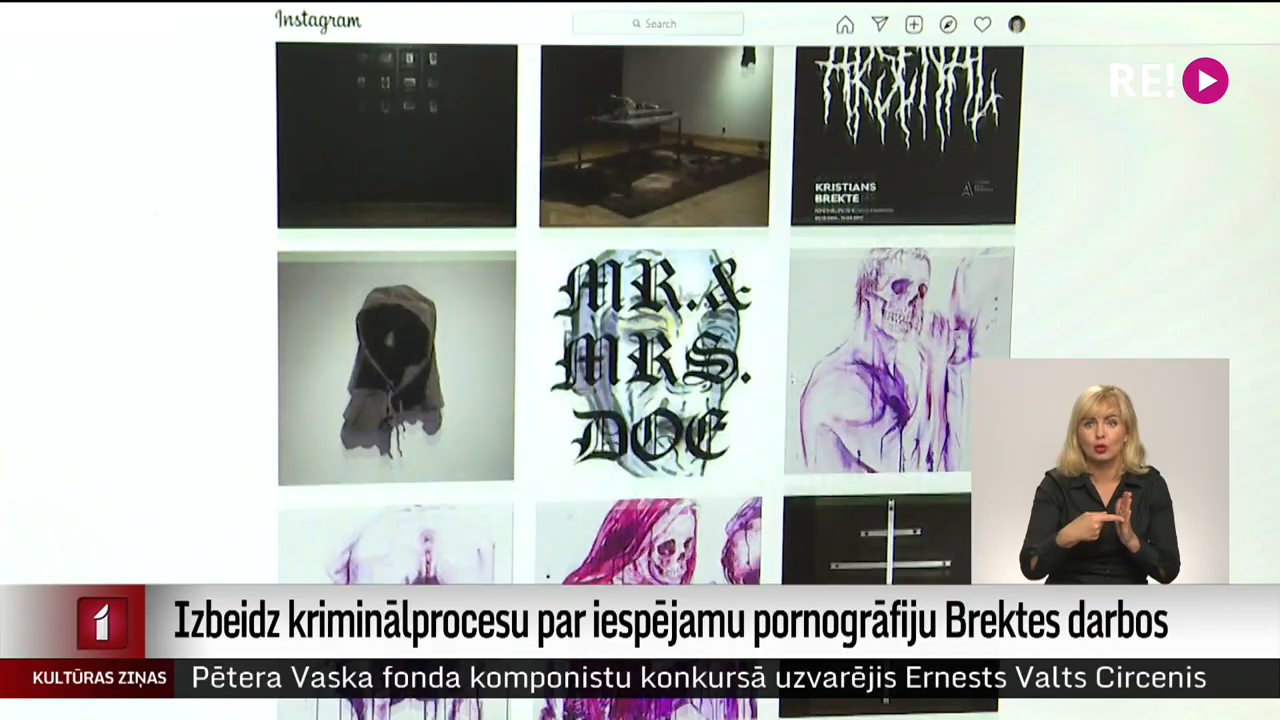 Instagram
Search
RE!
ARSENAL
KRISTIANS
BREKTE
MR. &
MRS.
DOE
1
Izbeidz kriminālprocesu par iespējamu pornogrāfiju Brektes darbos
KULTŪRAS ZIŅAS
Pētera Vaska fonda komponistu konkursā uzvarējis Ernests Valts Circenis